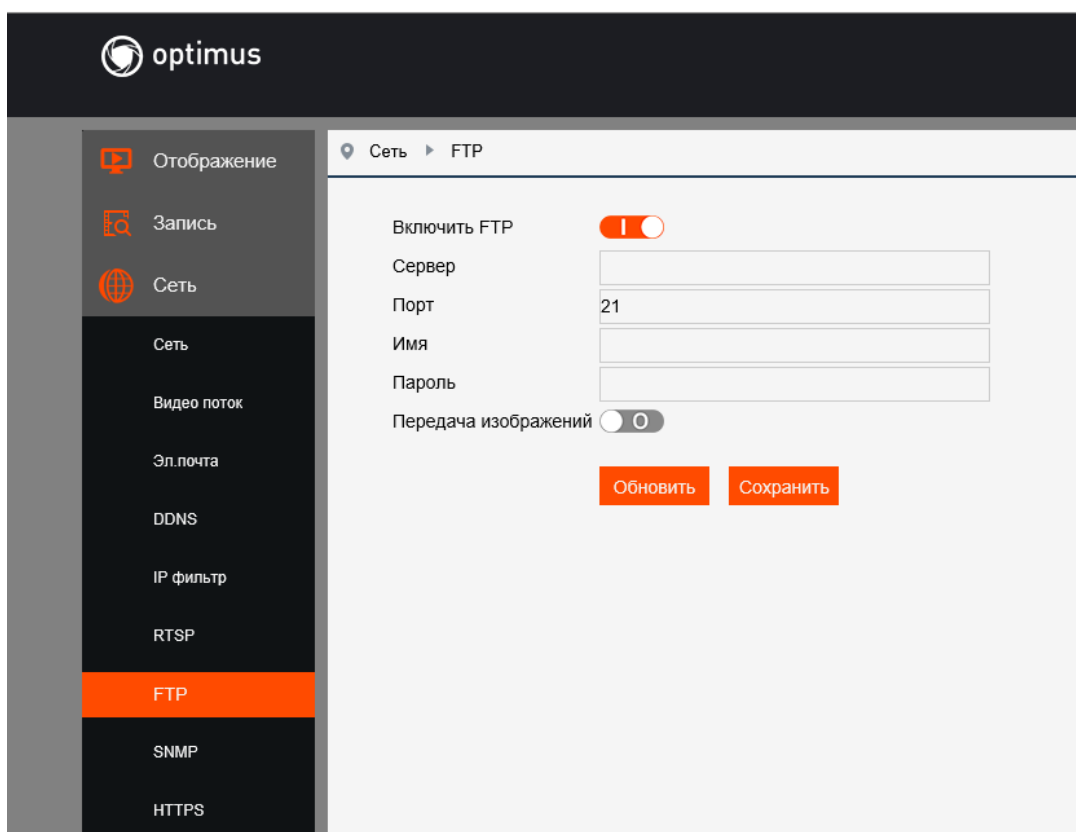 optimus
Отображение
Запись
Сеть
Сеть
Видео поток
Эл.почта
DDNS
IP фильтр
RTSP
FTP
SNMP
HTTPS
Сеть FTP
Включить FTP
Сервер
Порт 21
Имя
Пароль
Передача изображений
Обновить Сохранить